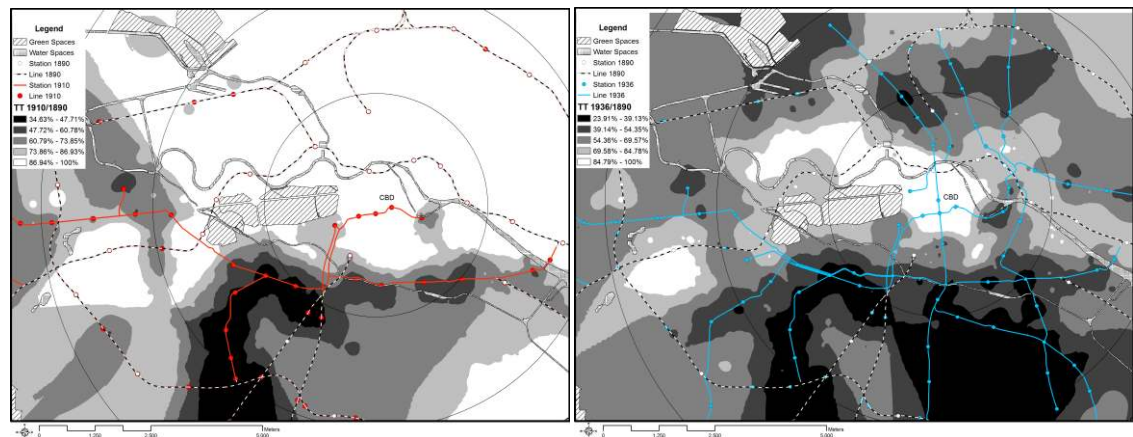 Legend
Green Spaces
Water Spaces
Station 1890
Line 1890
Station 1910
Line 1910
TT 1910/1890
34.63% - 47.71%
47.72% - 60.78%
60.79% - 73.85%
73.86% - 86.93%
86.94% - 100%
CBD
Meters
0 1.250 2.500 5.000
Legend
Green Spaces
Water Spaces
Station 1890
Line 1890
Station 1936
Line 1936
TT 1936/1890
23.91% - 39.13%
39.14% - 54.35%
54.36% - 69.57%
69.58% - 84.78%
84.79% - 100%
CBD
Meters
0 1.250 2.500 5.000